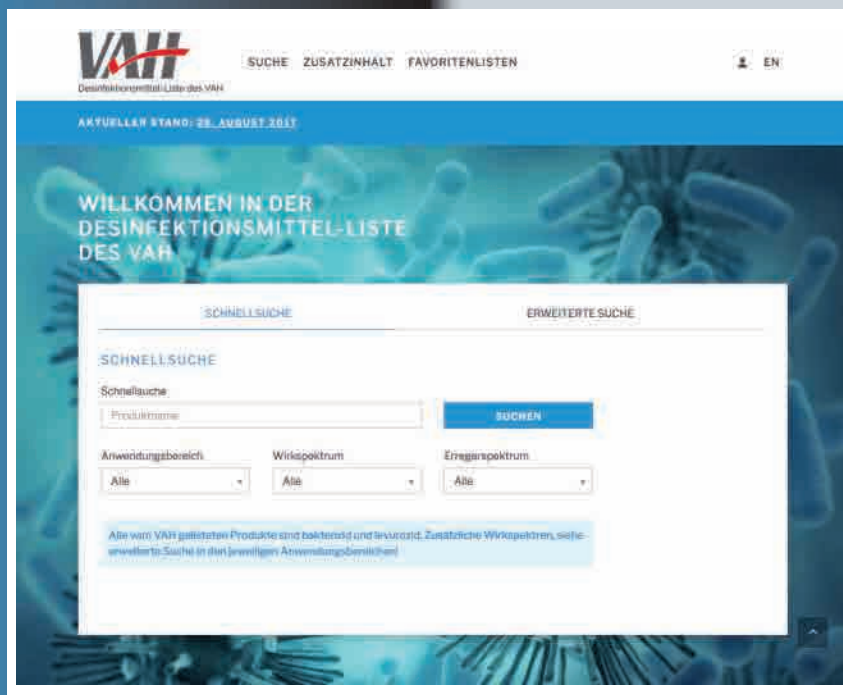 VAH
Desinfektionsmittel-Liste des VAH
SUCHE ZUSATZINHALT FAVORITENLISTEN
EN
AKTUELLER STAND: 28. AUGUST 2017
WILLKOMMEN IN DER
DESINFEKTIONSMITTEL-LISTE
DES VAH
SCHNELLSUCHE ERWEITERTE SUCHE
SCHNELLSUCHE
Schnellsuche
Produktname SUCHEN
Anwendungsbereich Wirkspektrum Erregerspektrum
Alle Alle Alle
Alle vom VAH gelisteten Produkte sind bakterizid und levurozid. Zusätzliche Wirkspektren, siehe
erweiterte Suche in den jeweiligen Anwendungsbereichen!